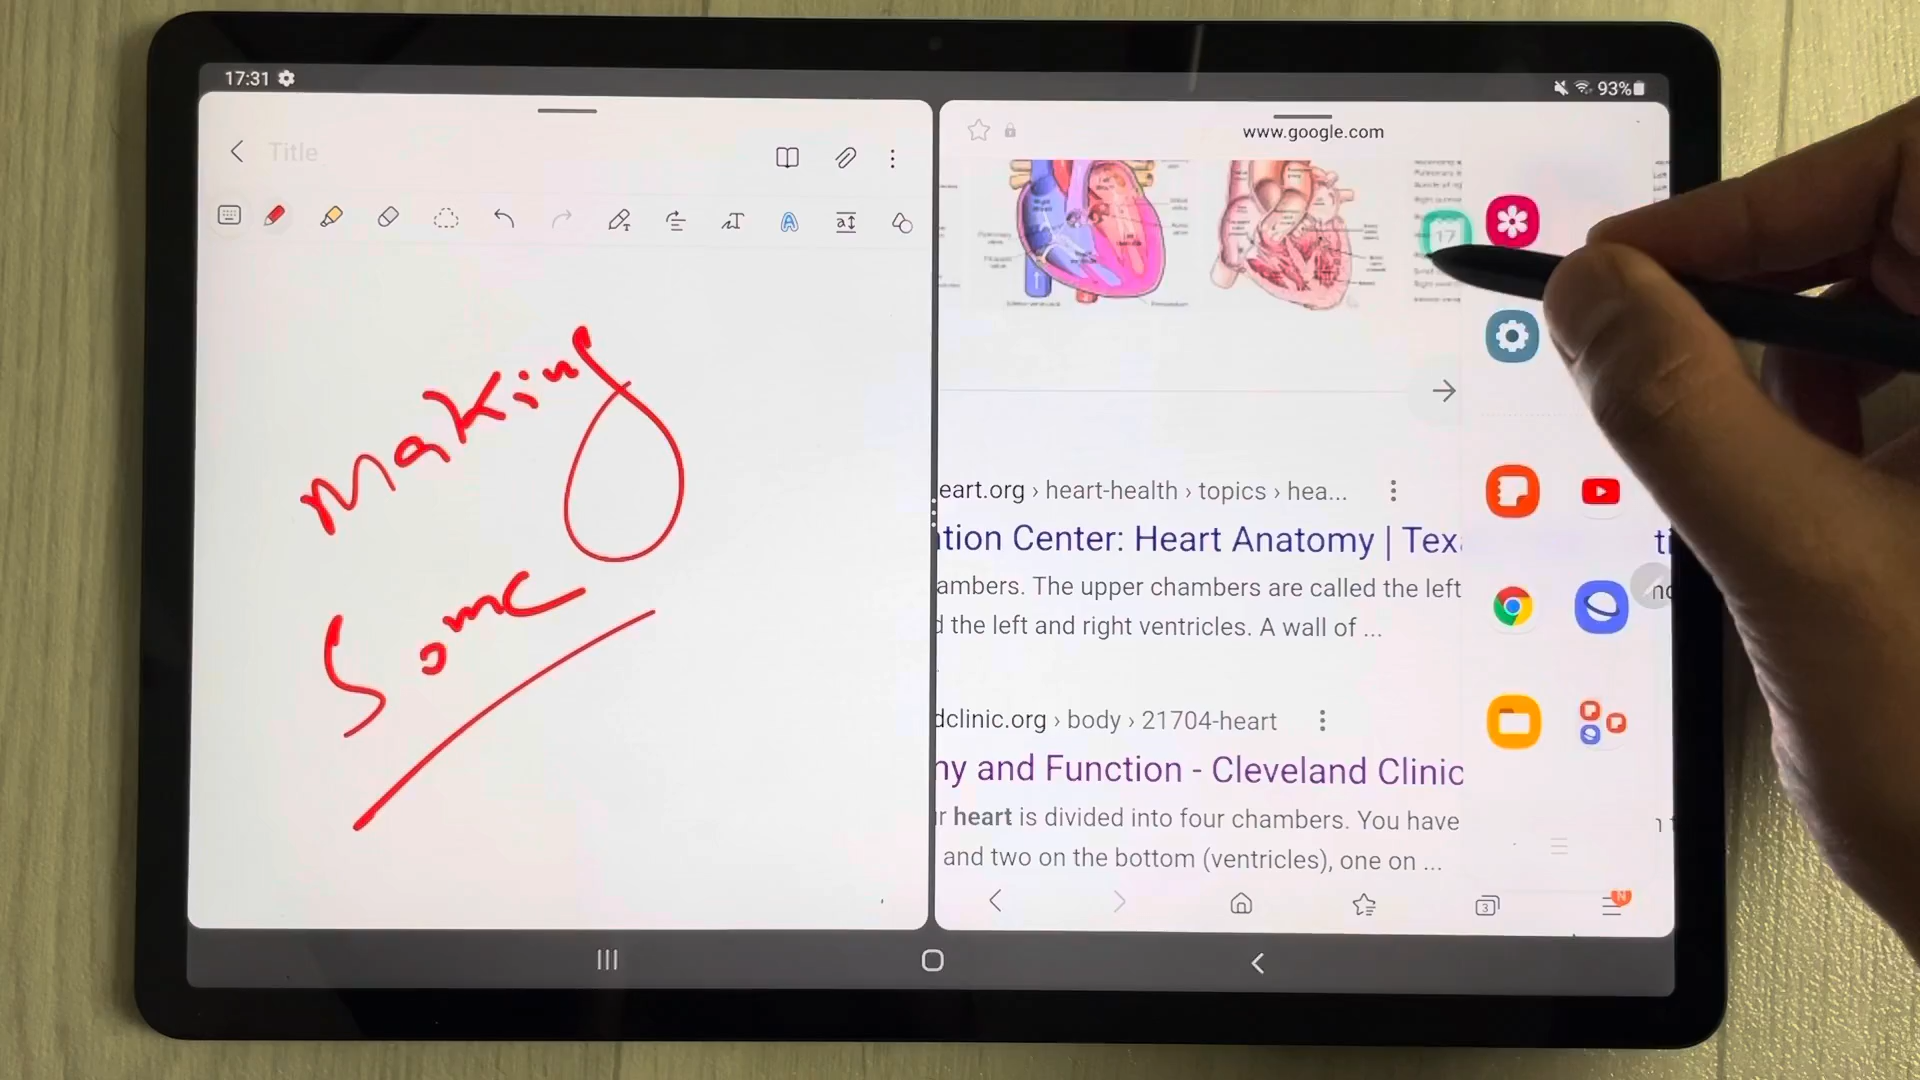 17:31
93%
Title
Making
Some
www.google.com
17
eart.org › heart-health › topics › hea...
tion Center: Heart Anatomy | Tex
ambers. The upper chambers are called the left
d the left and right ventricles. A wall of ...
dclinic.org › body › 21704-heart
ny and Function - Cleveland Clinic
r heart is divided into four chambers. You have
and two on the bottom (ventricles), one on ...
3
N